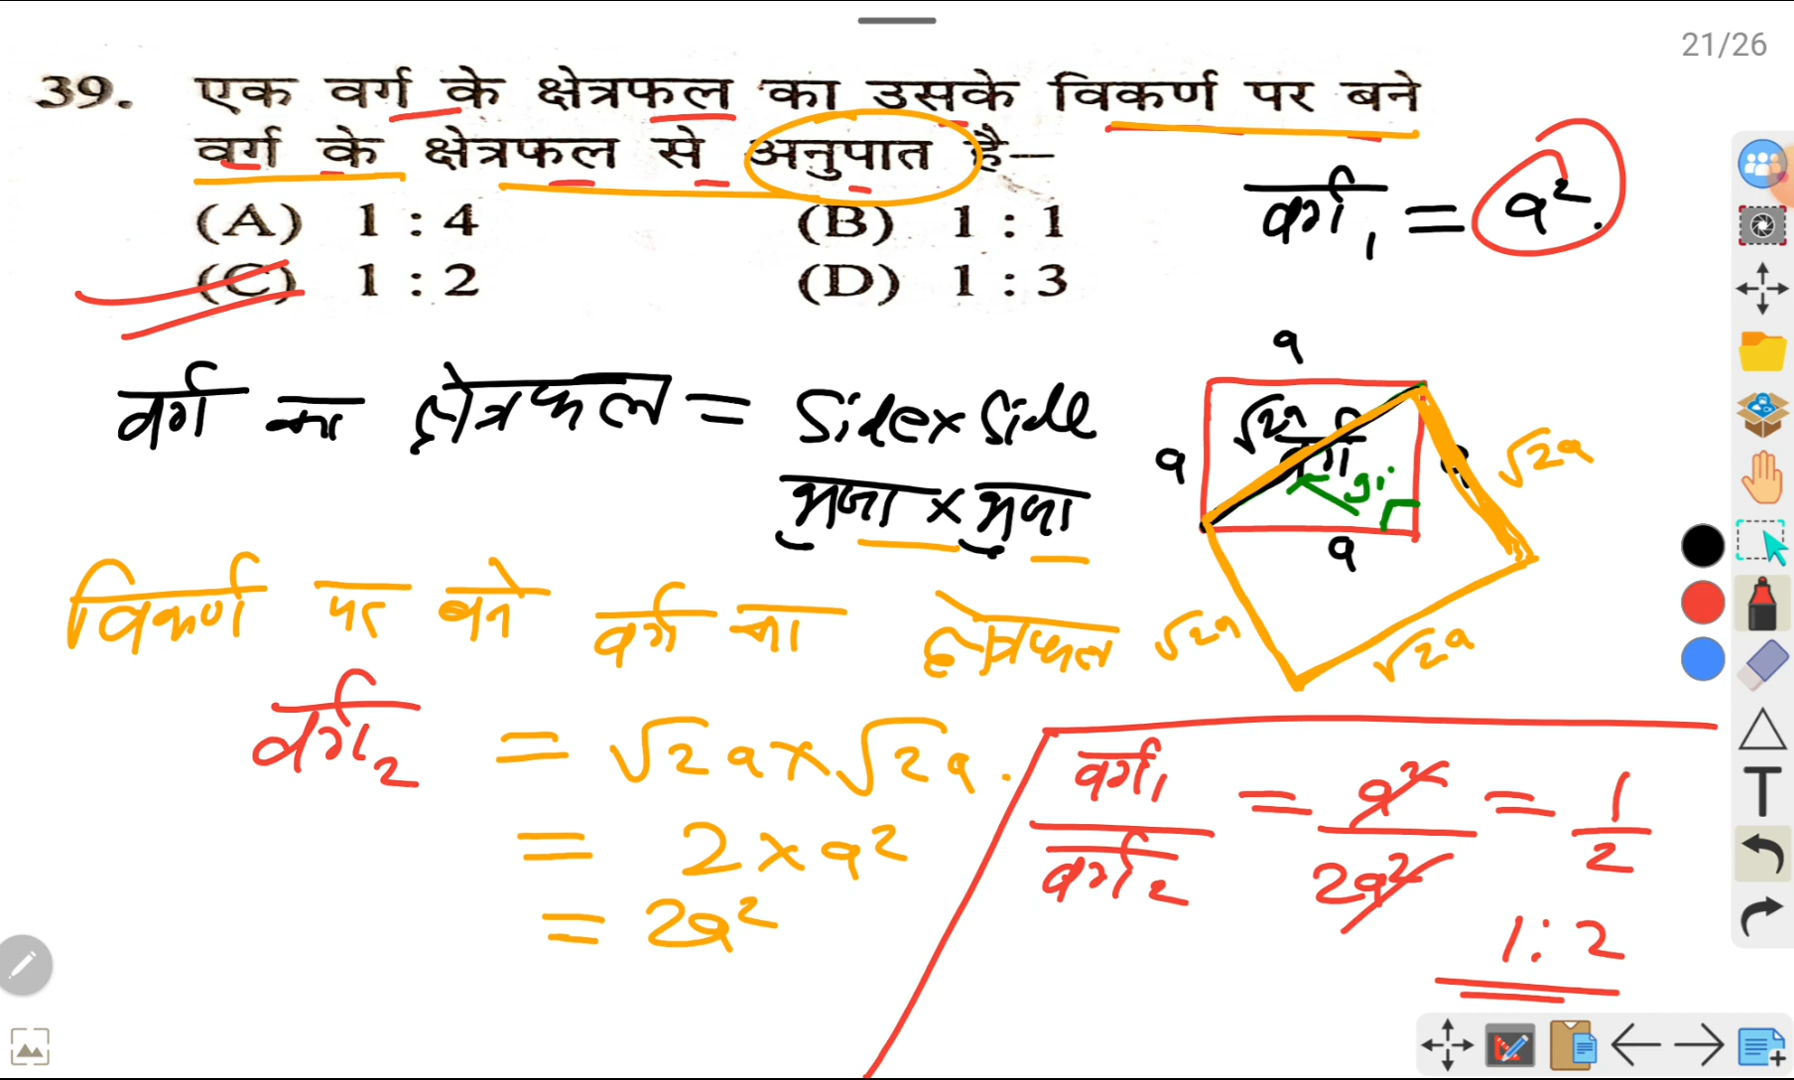 21/26
39. एक वर्ग के क्षेत्रफल का उसके विकर्ण पर बने
वर्ग के क्षेत्रफल से अनुपात है–
(A) 1 : 4 (B) 1 : 1
(C) 1 : 2 (D) 1 : 3
वर्ग₁ = a².
वर्ग का क्षेत्रफल = Side x Side
भुजा x भुजा
a
a
√2a
वर्ग
a
√2a
√2a
√2a
विकर्ण पर बने वर्ग का क्षेत्रफल
वर्ग₂ = √2a x √2a.
= 2 x a²
= 2a²
वर्ग₁ / वर्ग₂ = a² / 2a² = 1 / 2
1 : 2
T